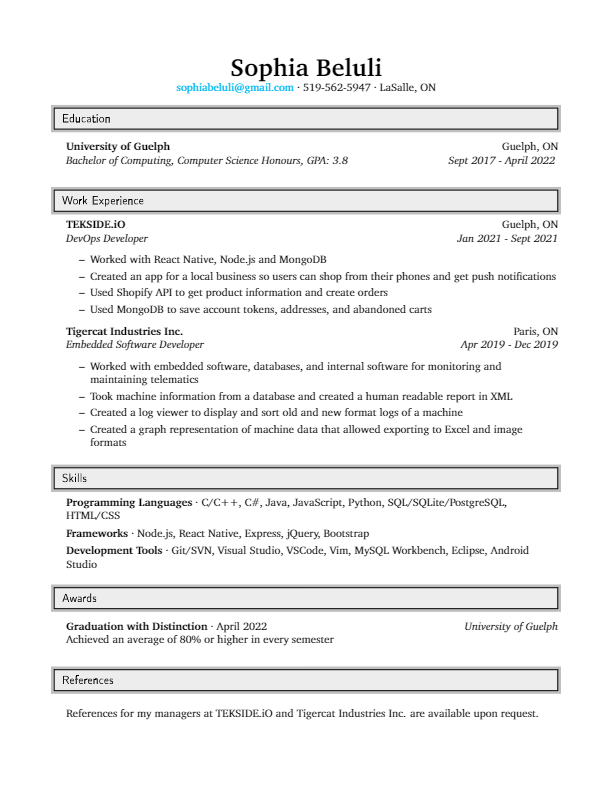 Sophia Beluli
sophiabeluli@gmail.com · 519-562-5947 · LaSalle, ON
Education
University of Guelph Guelph, ON
Bachelor of Computing, Computer Science Honours, GPA: 3.8 Sept 2017 - April 2022
Work Experience
TEKSIDE.iO Guelph, ON
DevOps Developer Jan 2021 - Sept 2021
– Worked with React Native, Node.js and MongoDB
– Created an app for a local business so users can shop from their phones and get push notifications
– Used Shopify API to get product information and create orders
– Used MongoDB to save account tokens, addresses, and abandoned carts
Tigercat Industries Inc. Paris, ON
Embedded Software Developer Apr 2019 - Dec 2019
– Worked with embedded software, databases, and internal software for monitoring and
maintaining telematics
– Took machine information from a database and created a human readable report in XML
– Created a log viewer to display and sort old and new format logs of a machine
– Created a graph representation of machine data that allowed exporting to Excel and image
formats
Skills
Programming Languages · C/C++, C#, Java, JavaScript, Python, SQL/SQLite/PostgreSQL,
HTML/CSS
Frameworks · Node.js, React Native, Express, jQuery, Bootstrap
Development Tools · Git/SVN, Visual Studio, VSCode, Vim, MySQL Workbench, Eclipse, Android
Studio
Awards
Graduation with Distinction · April 2022 University of Guelph
Achieved an average of 80% or higher in every semester
References
References for my managers at TEKSIDE.iO and Tigercat Industries Inc. are available upon request.